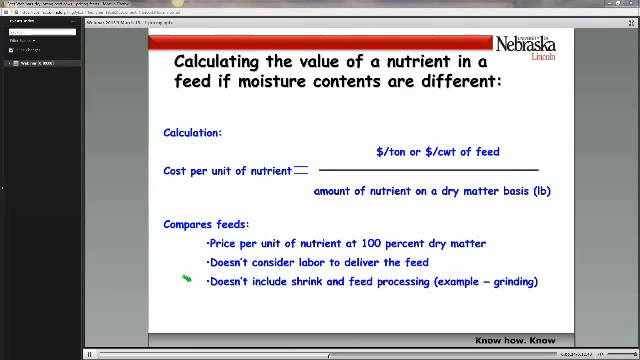 UNIVERSITY OF
Nebraska
Lincoln
Calculating the value of a nutrient in a
feed if moisture contents are different:
Calculation:
$/ton or $/cwt of feed
Cost per unit of nutrient =
amount of nutrient on a dry matter basis (lb)
Compares feeds:
•Price per unit of nutrient at 100 percent dry matter
•Doesn't consider labor to deliver the feed
•Doesn't include shrink and feed processing (example – grinding)
Know how. Know